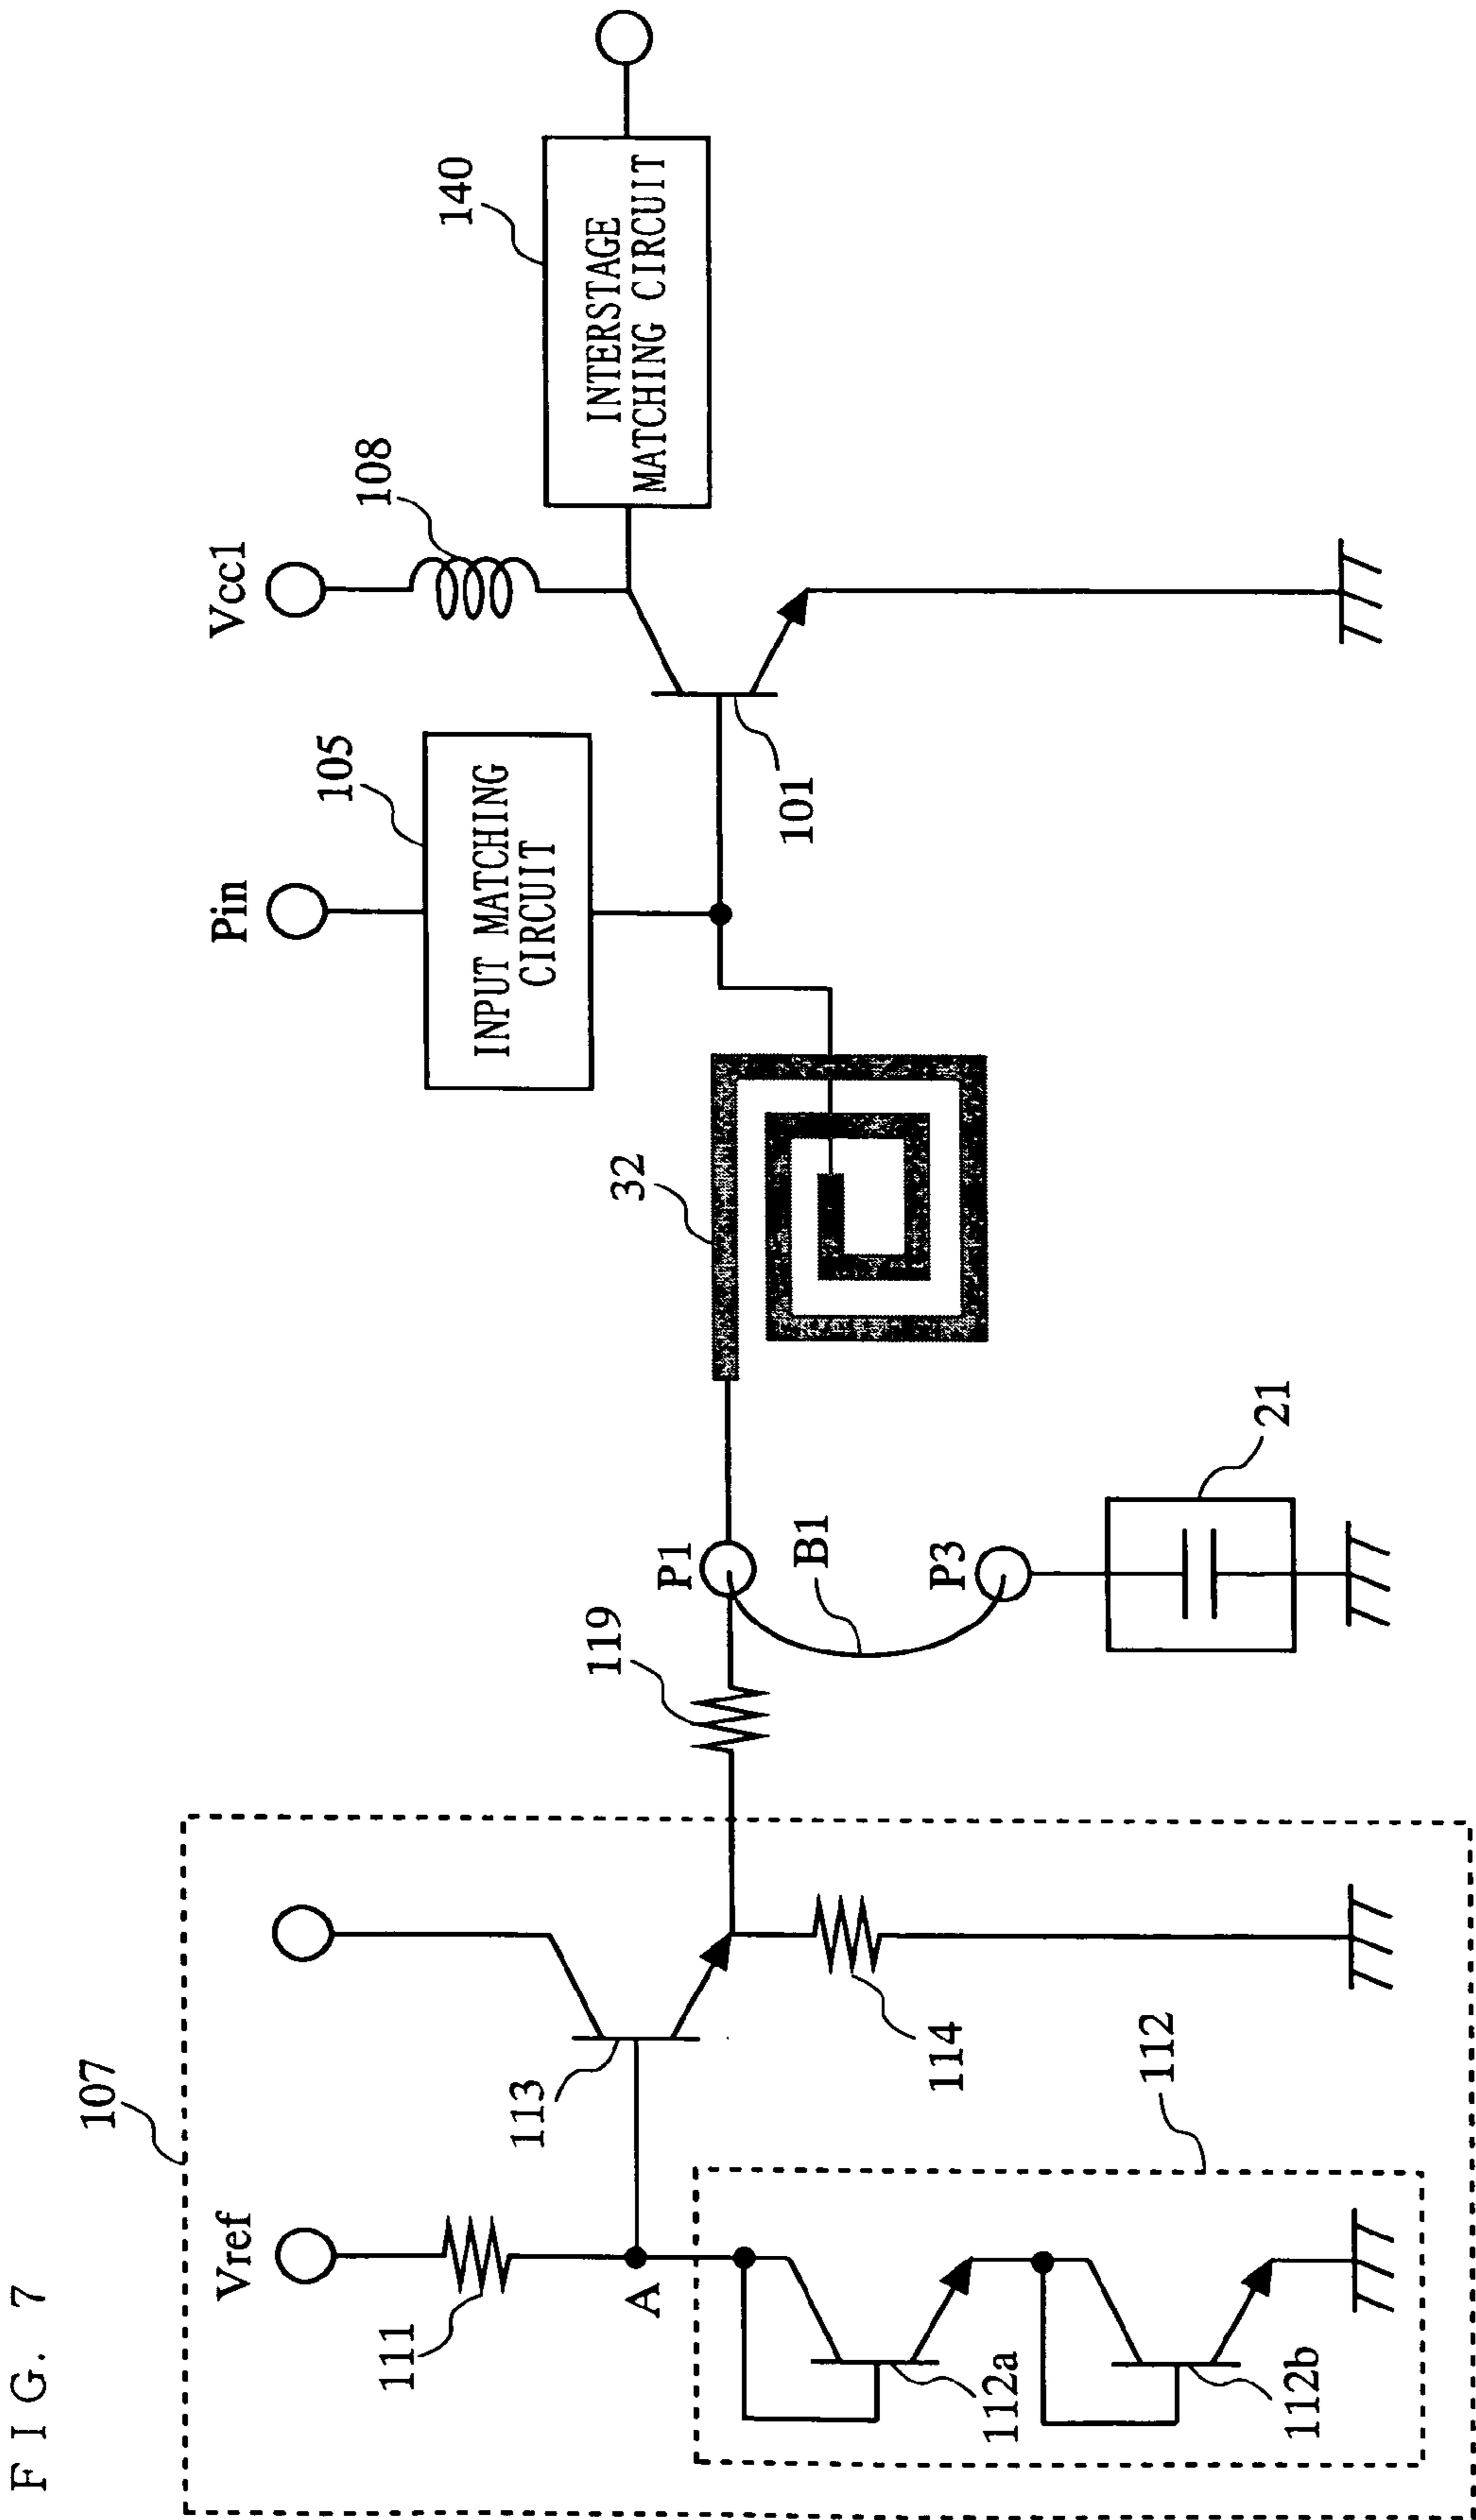 FIG. 7
107
Vref
111
A
113
114
112
112a
112b
119
P1
B1
P3
21
32
Pin
105
INPUT MATCHING
CIRCUIT
101
Vcc1
108
140
INTERSTAGE
MATCHING CIRCUIT